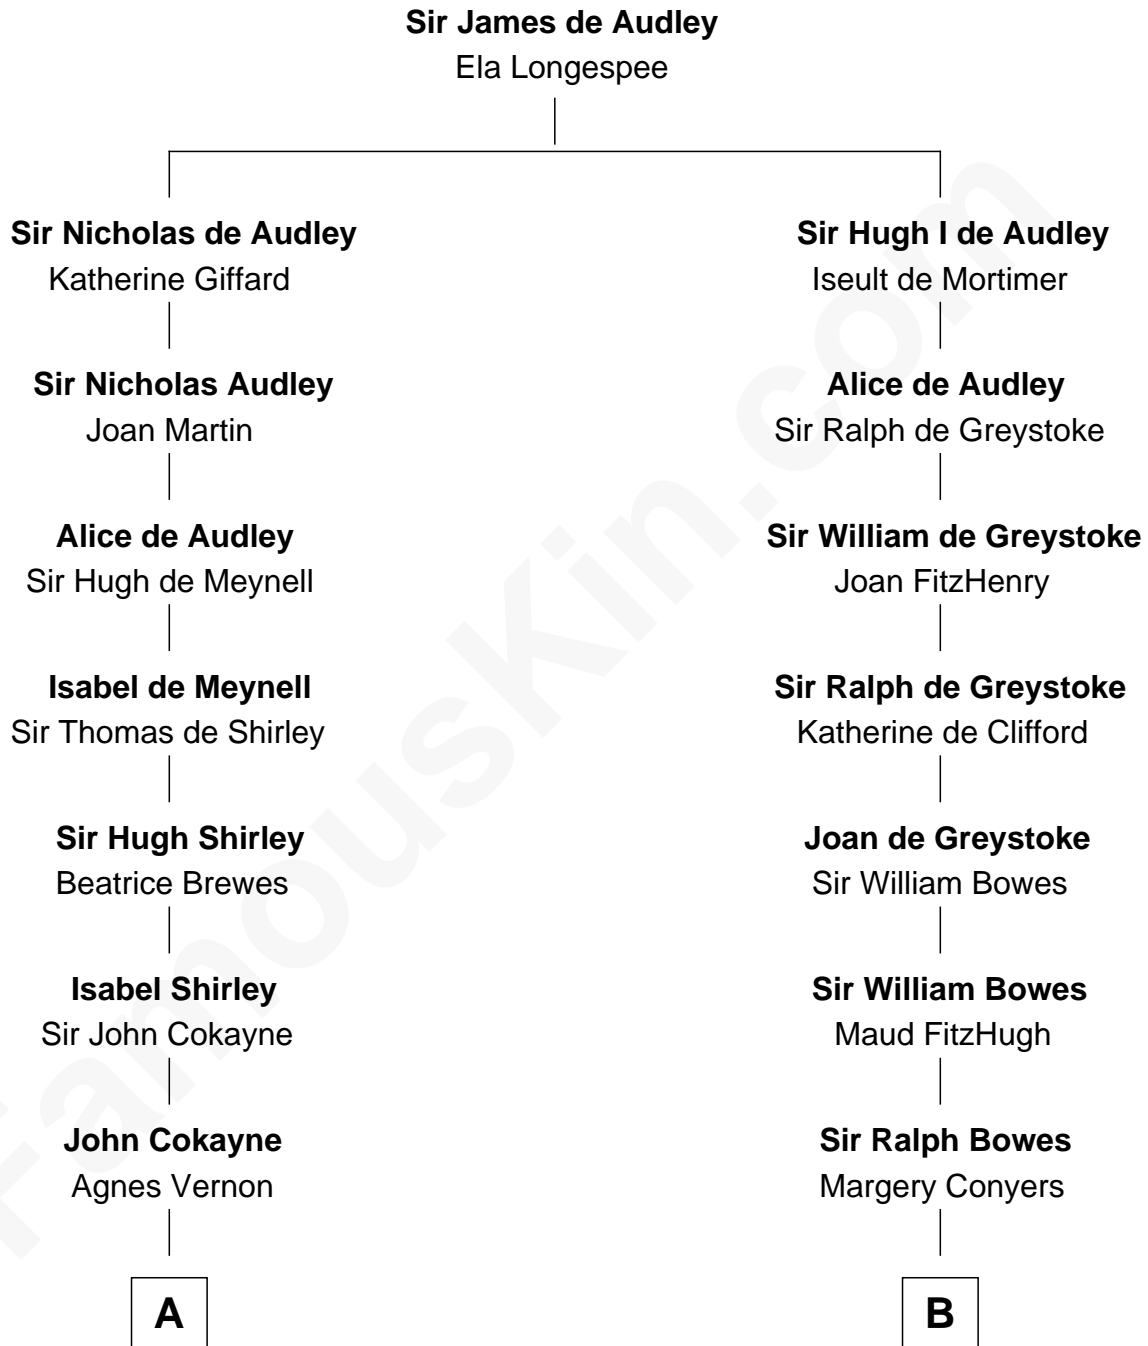 Sir James de Audley
Ela Longespee
Sir Nicholas de Audley
Katherine Giffard
Sir Hugh I de Audley
Iseult de Mortimer
Sir Nicholas Audley
Joan Martin
Alice de Audley
Sir Ralph de Greystoke
Alice de Audley
Sir Hugh de Meynell
Sir William de Greystoke
Joan FitzHenry
Isabel de Meynell
Sir Thomas de Shirley
Sir Ralph de Greystoke
Katherine de Clifford
Sir Hugh Shirley
Beatrice Brewes
Joan de Greystoke
Sir William Bowes
Isabel Shirley
Sir John Cokayne
Sir William Bowes
Maud FitzHugh
John Cokayne
Agnes Vernon
Sir Ralph Bowes
Margery Conyers
A
B
FamousKin.com